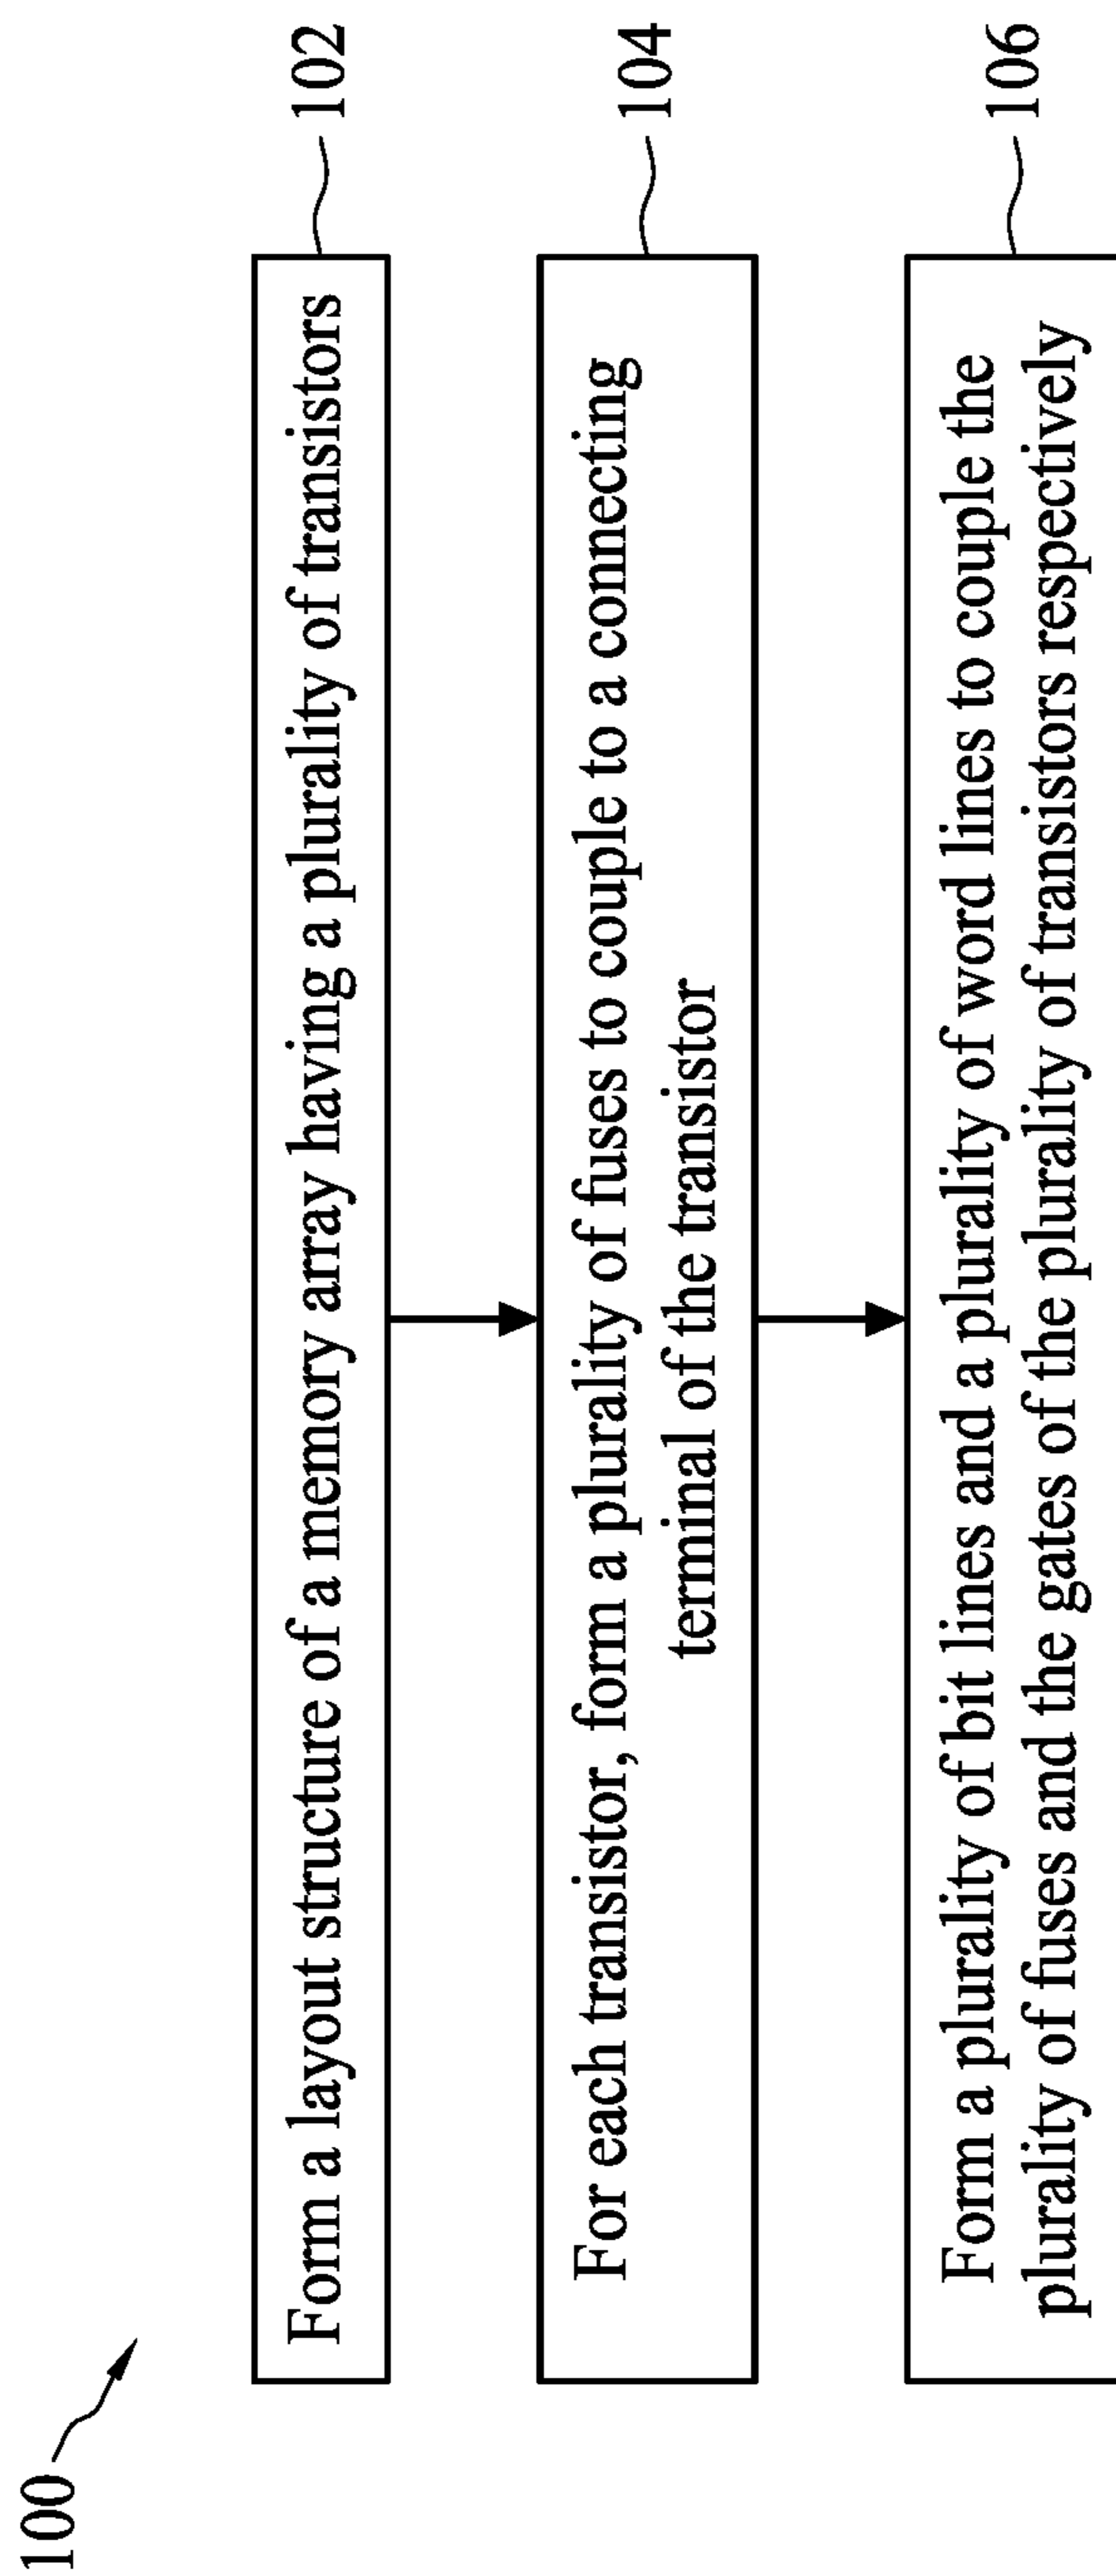 100
Form a layout structure of a memory array having a plurality of transistors
102
For each transistor, form a plurality of fuses to couple to a connecting
terminal of the transistor
104
Form a plurality of bit lines and a plurality of word lines to couple the
plurality of fuses and the gates of the plurality of transistors respectively
106